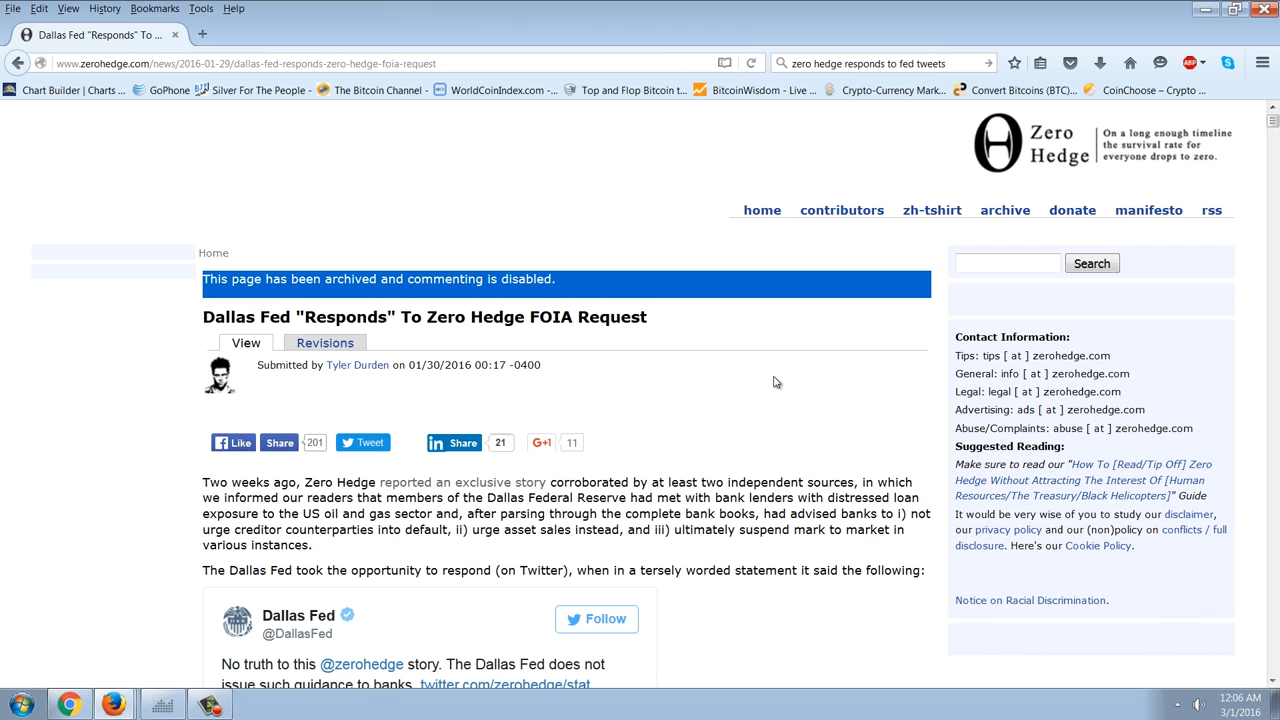 File Edit View History Bookmarks Tools Help
Dallas Fed "Responds" To ...
www.zerohedge.com/news/2016-01-29/dallas-fed-responds-zero-hedge-foia-request
zero hedge responds to fed tweets
ABP
Chart Builder | Charts ... GoPhone Silver For The People - The Bitcoin Channel - WorldCoinIndex.com -... Top and Flop Bitcoin t... BitcoinWisdom - Live ... Crypto-Currency Mark... Convert Bitcoins (BTC)... CoinChoose – Crypto ...
Zero Hedge
On a long enough timeline
the survival rate for
everyone drops to zero.
home contributors zh-tshirt archive donate manifesto rss
Home
This page has been archived and commenting is disabled.
Search
Dallas Fed "Responds" To Zero Hedge FOIA Request
View Revisions
Submitted by Tyler Durden on 01/30/2016 00:17 -0400
Like Share 201 Tweet in Share 21 G+1 11
Two weeks ago, Zero Hedge reported an exclusive story corroborated by at least two independent sources, in which
we informed our readers that members of the Dallas Federal Reserve had met with bank lenders with distressed loan
exposure to the US oil and gas sector and, after parsing through the complete bank books, had advised banks to i) not
urge creditor counterparties into default, ii) urge asset sales instead, and iii) ultimately suspend mark to market in
various instances.
The Dallas Fed took the opportunity to respond (on Twitter), when in a tersely worded statement it said the following:
Dallas Fed
@DallasFed
Follow
No truth to this @zerohedge story. The Dallas Fed does not
issue such guidance to banks. twitter.com/zerohedge/stat
Contact Information:
Tips: tips [ at ] zerohedge.com
General: info [ at ] zerohedge.com
Legal: legal [ at ] zerohedge.com
Advertising: ads [ at ] zerohedge.com
Abuse/Complaints: abuse [ at ] zerohedge.com
Suggested Reading:
Make sure to read our "How To [Read/Tip Off] Zero
Hedge Without Attracting The Interest Of [Human
Resources/The Treasury/Black Helicopters]" Guide
It would be very wise of you to study our disclaimer,
our privacy policy and our (non)policy on conflicts / full
disclosure. Here's our Cookie Policy.
Notice on Racial Discrimination.
12:06 AM
3/1/2016